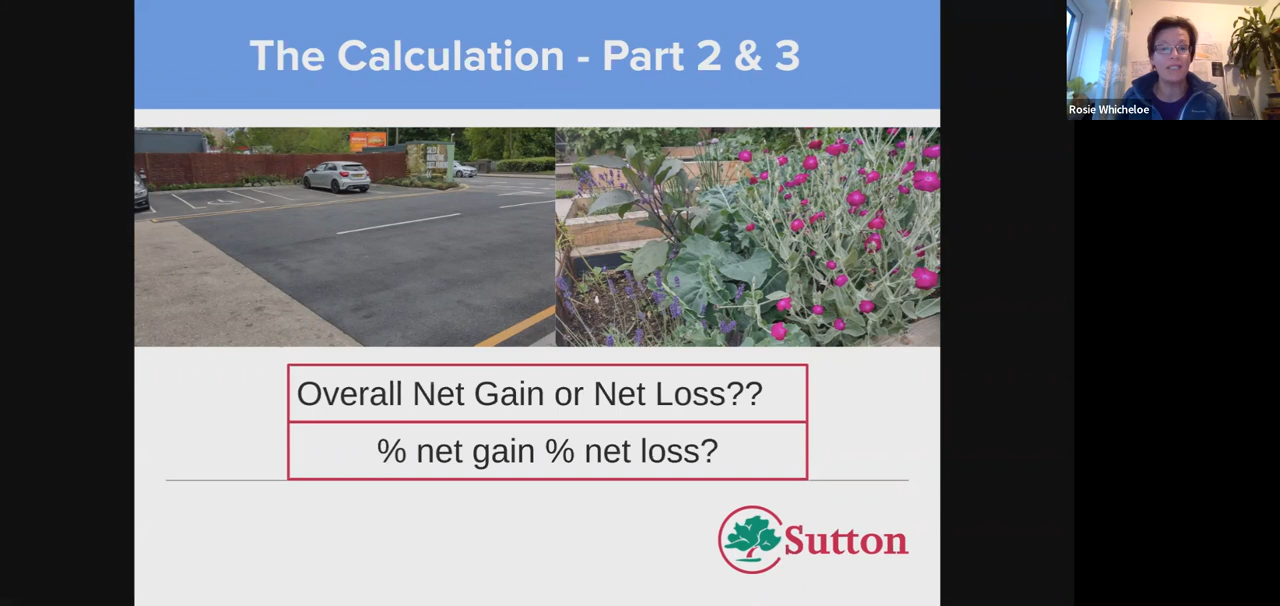 The Calculation - Part 2 & 3
Rosie Whicheloe
Overall Net Gain or Net Loss??
% net gain % net loss?
Sutton